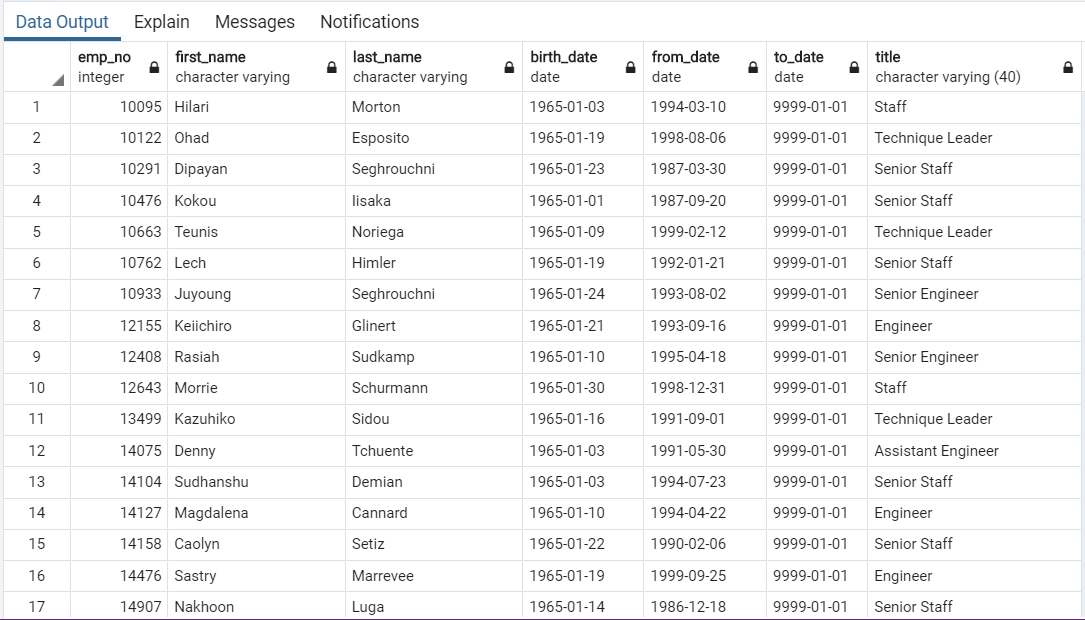 Data Output Explain Messages Notifications
emp_no first_name last_name birth_date from_date to_date title
integer character varying character varying date date date character varying (40)
1 10095 Hilari Morton 1965-01-03 1994-03-10 9999-01-01 Staff
2 10122 Ohad Esposito 1965-01-19 1998-08-06 9999-01-01 Technique Leader
3 10291 Dipayan Seghrouchni 1965-01-23 1987-03-30 9999-01-01 Senior Staff
4 10476 Kokou Iisaka 1965-01-01 1987-09-20 9999-01-01 Senior Staff
5 10663 Teunis Noriega 1965-01-09 1999-02-12 9999-01-01 Technique Leader
6 10762 Lech Himler 1965-01-19 1992-01-21 9999-01-01 Senior Staff
7 10933 Juyoung Seghrouchni 1965-01-24 1993-08-02 9999-01-01 Senior Engineer
8 12155 Keiichiro Glinert 1965-01-21 1993-09-16 9999-01-01 Engineer
9 12408 Rasiah Sudkamp 1965-01-10 1995-04-18 9999-01-01 Senior Engineer
10 12643 Morrie Schurmann 1965-01-30 1998-12-31 9999-01-01 Staff
11 13499 Kazuhiko Sidou 1965-01-16 1991-09-01 9999-01-01 Technique Leader
12 14075 Denny Tchuente 1965-01-03 1991-05-30 9999-01-01 Assistant Engineer
13 14104 Sudhanshu Demian 1965-01-03 1994-07-23 9999-01-01 Senior Staff
14 14127 Magdalena Cannard 1965-01-10 1994-04-22 9999-01-01 Engineer
15 14158 Caolyn Setiz 1965-01-22 1990-02-06 9999-01-01 Senior Staff
16 14476 Sastry Marrevee 1965-01-19 1999-09-25 9999-01-01 Engineer
17 14907 Nakhoon Luga 1965-01-14 1986-12-18 9999-01-01 Senior Staff